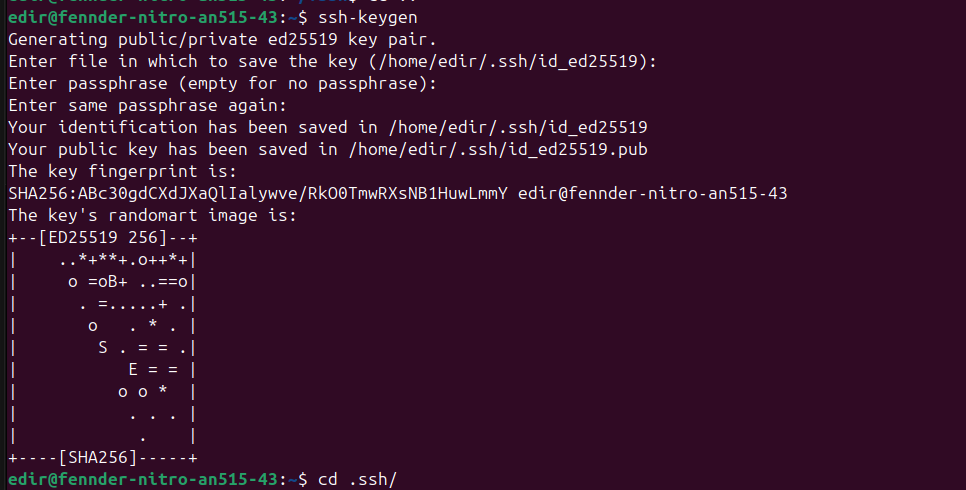 edir@fennder-nitro-an515-43:~$ ssh-keygen
Generating public/private ed25519 key pair.
Enter file in which to save the key (/home/edir/.ssh/id_ed25519):
Enter passphrase (empty for no passphrase):
Enter same passphrase again:
Your identification has been saved in /home/edir/.ssh/id_ed25519
Your public key has been saved in /home/edir/.ssh/id_ed25519.pub
The key fingerprint is:
SHA256:ABc30gdCXdJXaQlIalywve/RkO0TmwRXsNB1HuwLmmY edir@fennder-nitro-an515-43
The key's randomart image is:
+--[ED25519 256]--+
|    ..*+**+.o++*+|
|     o =oB+ ..==o|
|      . =.....+ .|
|       o   . * . |
|        S . = = .|
|           E = = |
|          o o *  |
|           . . . |
|            .    |
+----[SHA256]-----+
edir@fennder-nitro-an515-43:~$ cd .ssh/